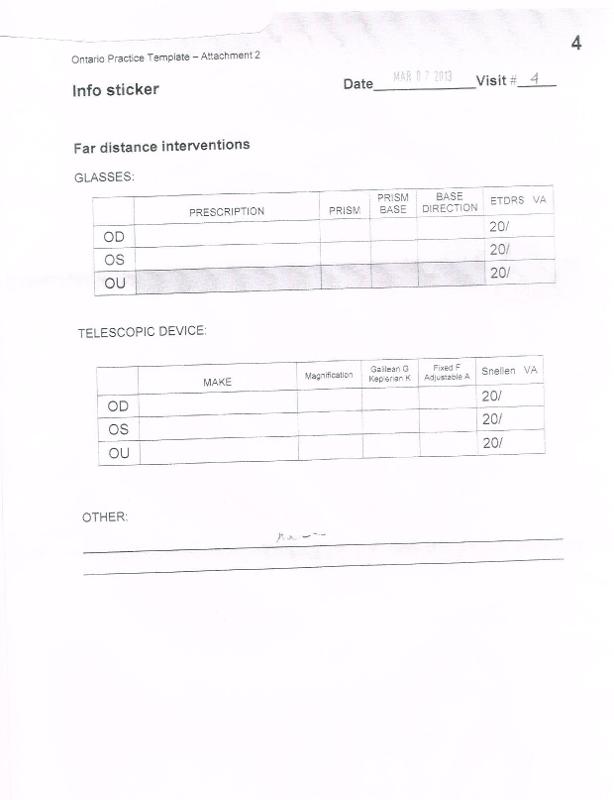 4
Ontario Practice Template – Attachment 2
Info sticker
Date MAR 07 2013 Visit # 4
Far distance interventions
GLASSES:
PRESCRIPTION PRISM PRISM BASE BASE DIRECTION ETDRS VA
OD 20/
OS 20/
OU 20/
TELESCOPIC DEVICE:
MAKE Magnification Galilean G Keplerian K Fixed F Adjustable A Snellen VA
OD 20/
OS 20/
OU 20/
OTHER: